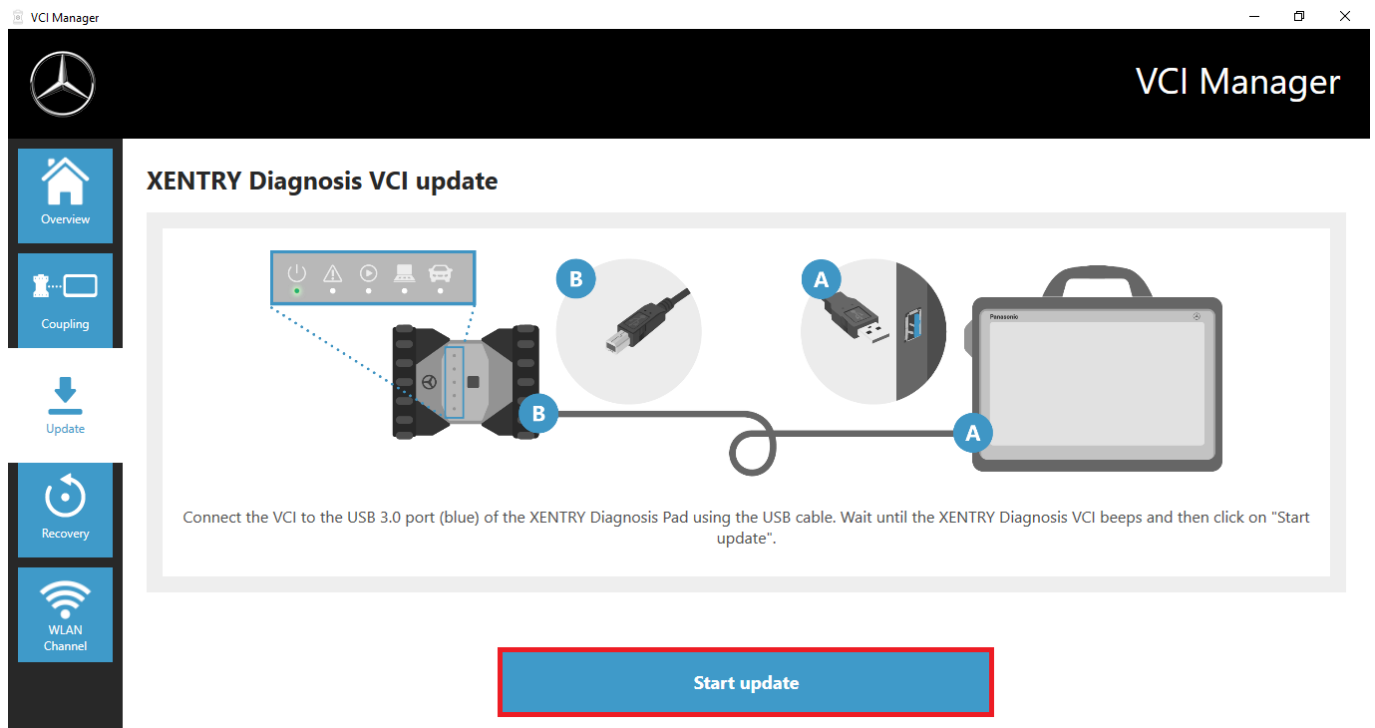 VCI Manager
VCI Manager
Overview
Coupling
Update
Recovery
WLAN
Channel
XENTRY Diagnosis VCI update
B
A
Panasonic
B
A
Connect the VCI to the USB 3.0 port (blue) of the XENTRY Diagnosis Pad using the USB cable. Wait until the XENTRY Diagnosis VCI beeps and then click on "Start
update".
Start update